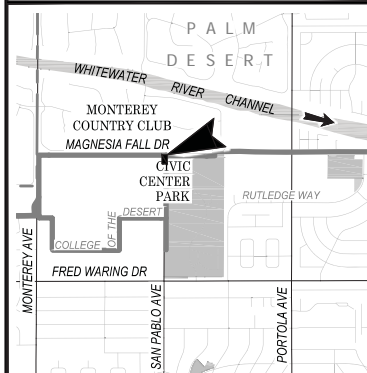 PALM
DESERT
WHITEWATER RIVER CHANNEL
MONTEREY
COUNTRY CLUB
MAGNESIA FALL DR
CIVIC
CENTER
PARK
RUTLEDGE WAY
COLLEGE OF THE DESERT
FRED WARING DR
MONTEREY AVE
SAN PABLO AVE
PORTOLA AVE